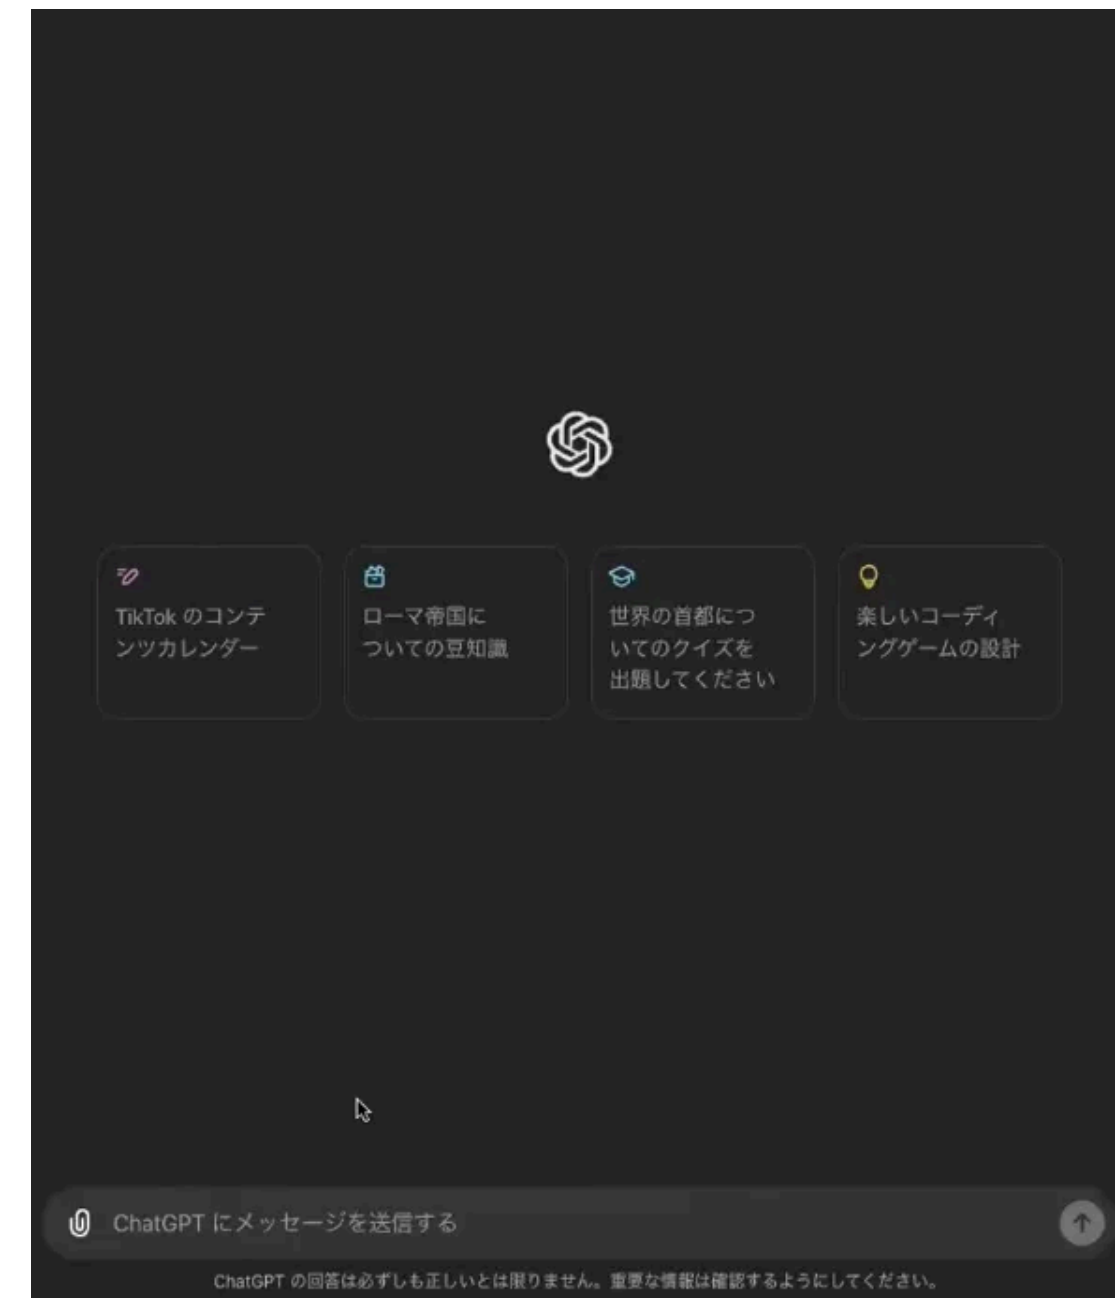 TikTok のコンテ
ンツカレンダー
ローマ帝国に
ついての豆知識
世界の首都につ
いてのクイズを
出題してください
楽しいコーディ
ングゲームの設計
ChatGPT にメッセージを送信する
ChatGPT の回答は必ずしも正しいとは限りません。重要な情報は確認するようにしてください。